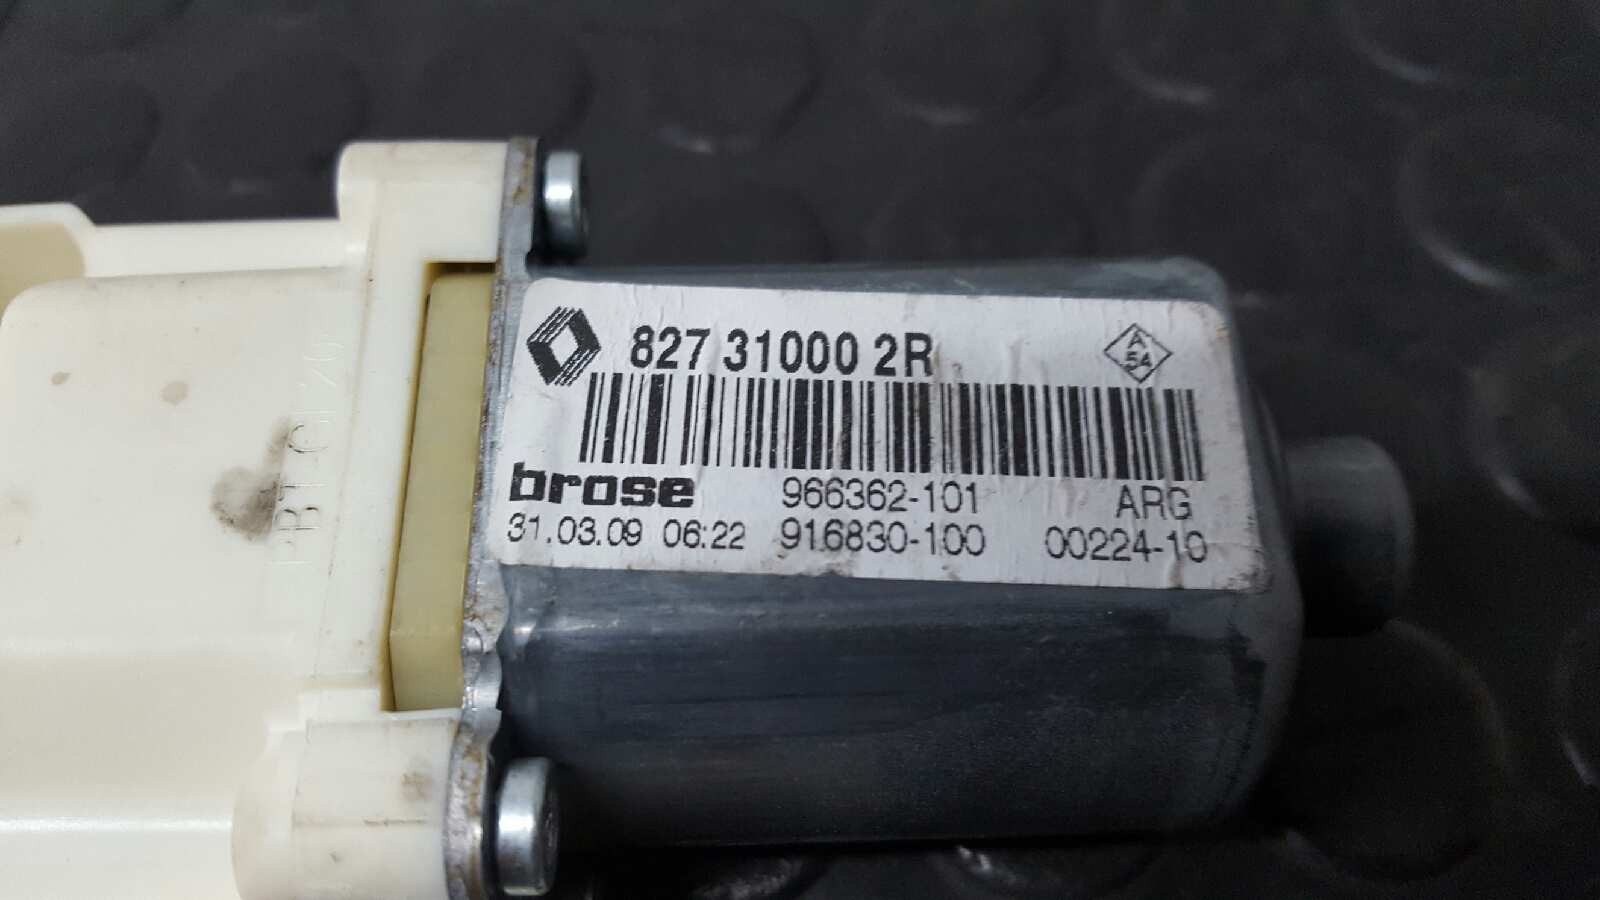 827 31000 2R
A
54
brose 966362-101 ARG
31.03.09 06:22 916830-100 00224-10